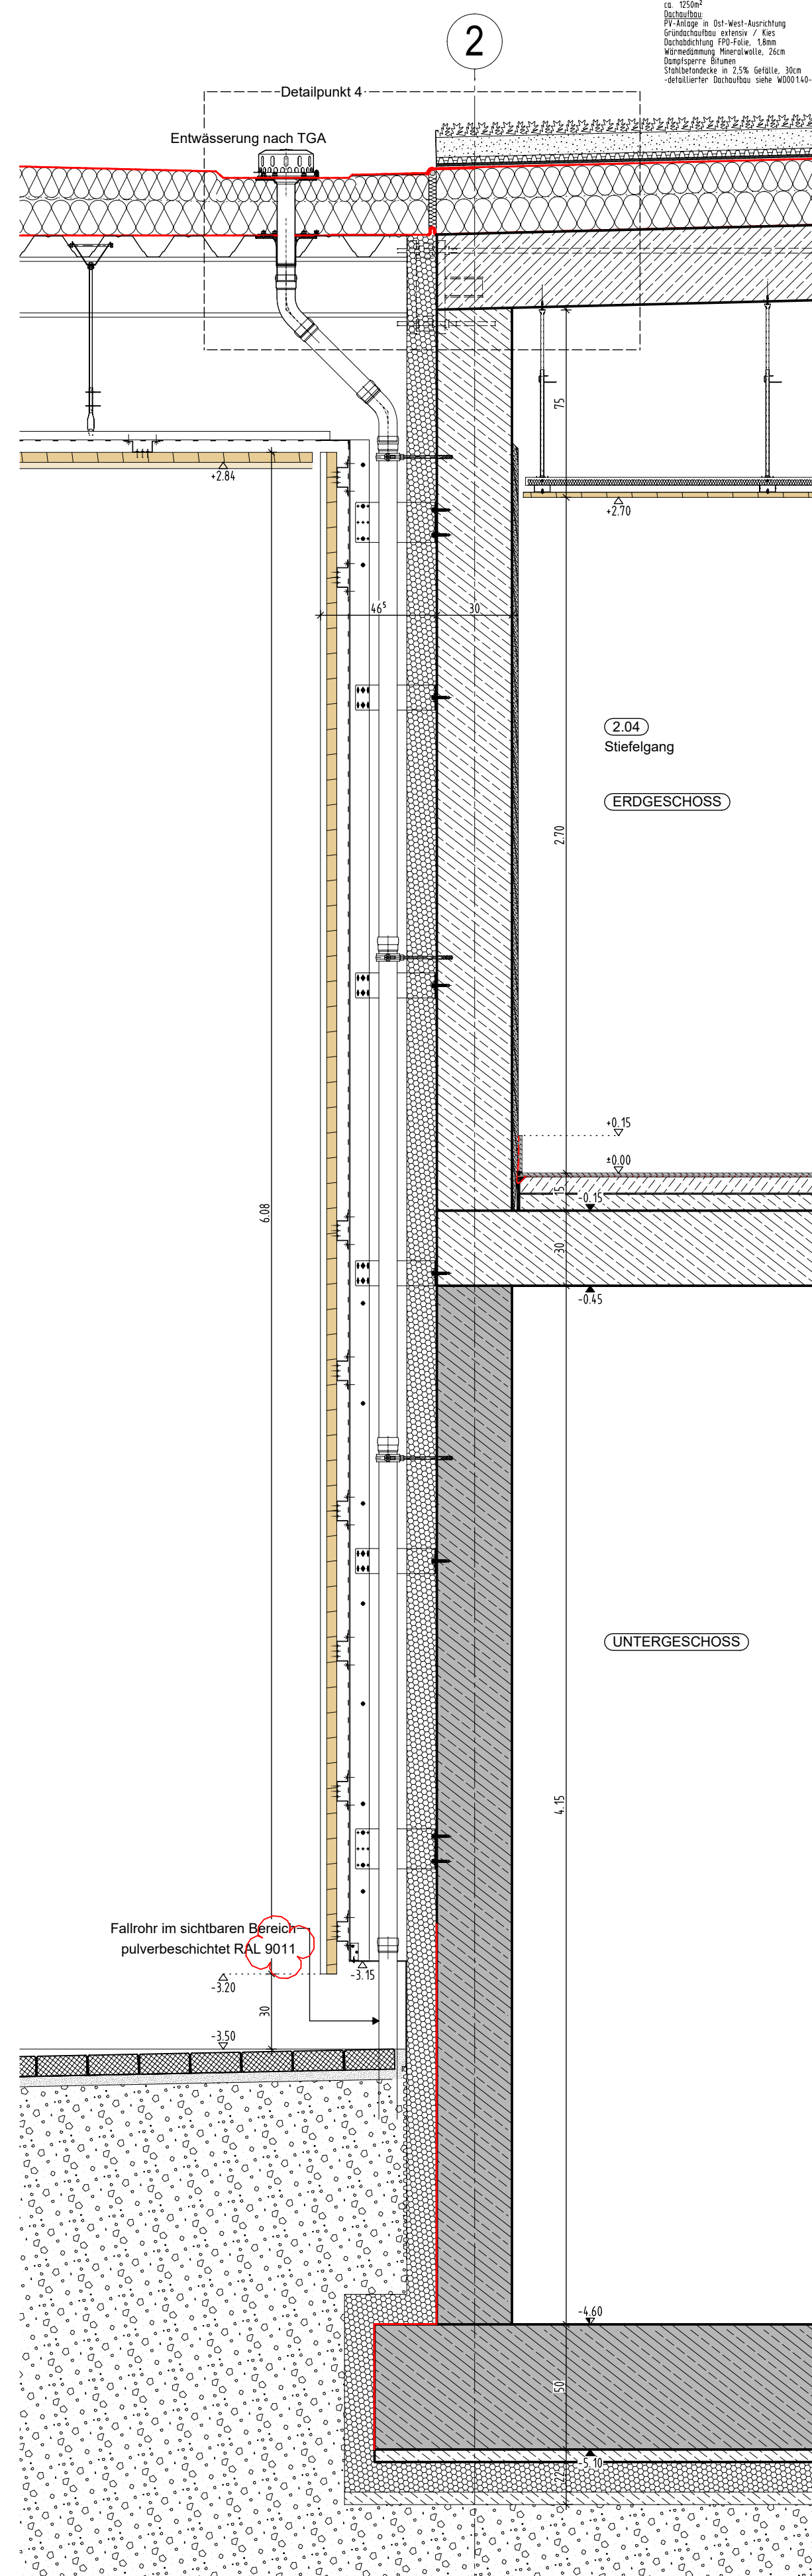 ca. 1250m²
Dachaufbau:
PV-Anlage in Ost-West-Ausrichtung
Gründachaufbau extensiv / Kies
Dachabdichtung FPO-Folie, 1,8mm
Wärmedämmung Mineralwolle, 26cm
Dampfsperre Bitumen
Stahlbetondecke in 2,5% Gefälle, 30cm
-detaillierter Dachaufbau siehe WD001.40-
2
Detailpunkt 4
Entwässerung nach TGA
75
+2.84
+2.70
46⁵
30
2.04
Stiefelgang
ERDGESCHOSS
2.70
+0.15
±0.00
15
-0.15
6.08
30
-0.45
UNTERGESCHOSS
4.15
Fallrohr im sichtbaren Bereich
pulverbeschichtet RAL 9011
-3.15
-3.20
30
-3.50
-4.60
50
-5.10